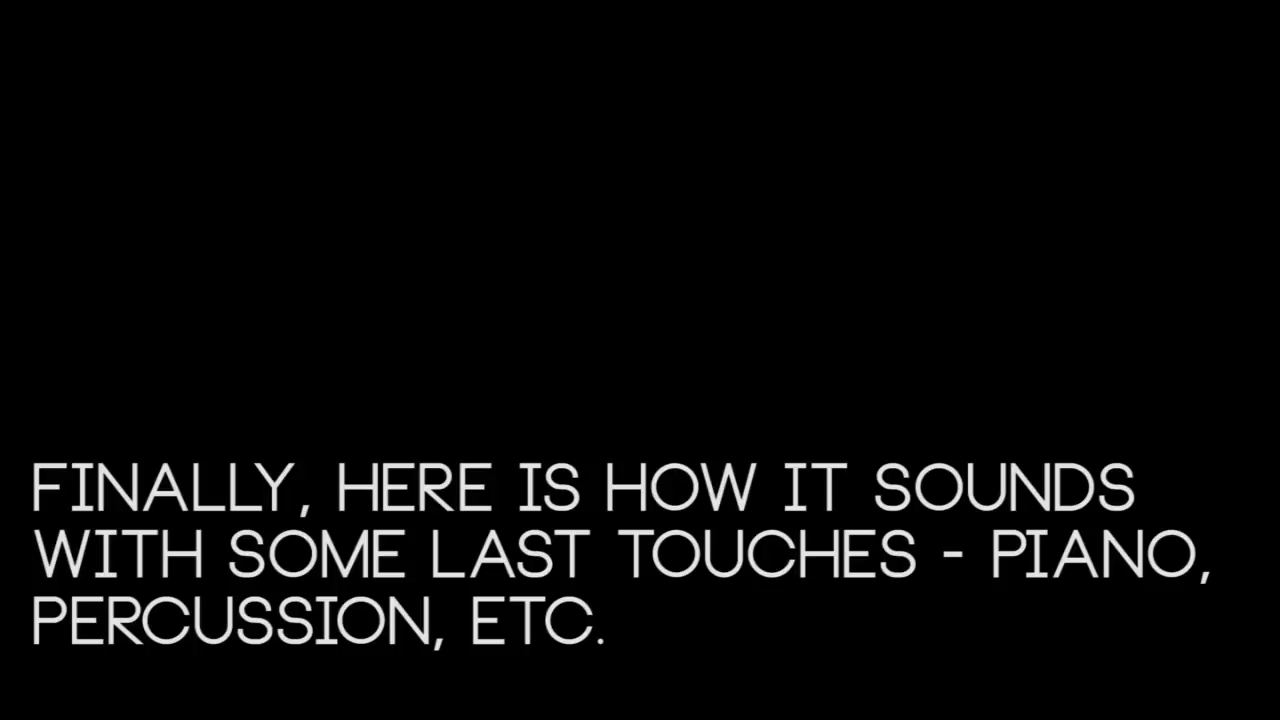 FINALLY, HERE IS HOW IT SOUNDS
WITH SOME LAST TOUCHES - PIANO,
PERCUSSION, ETC.